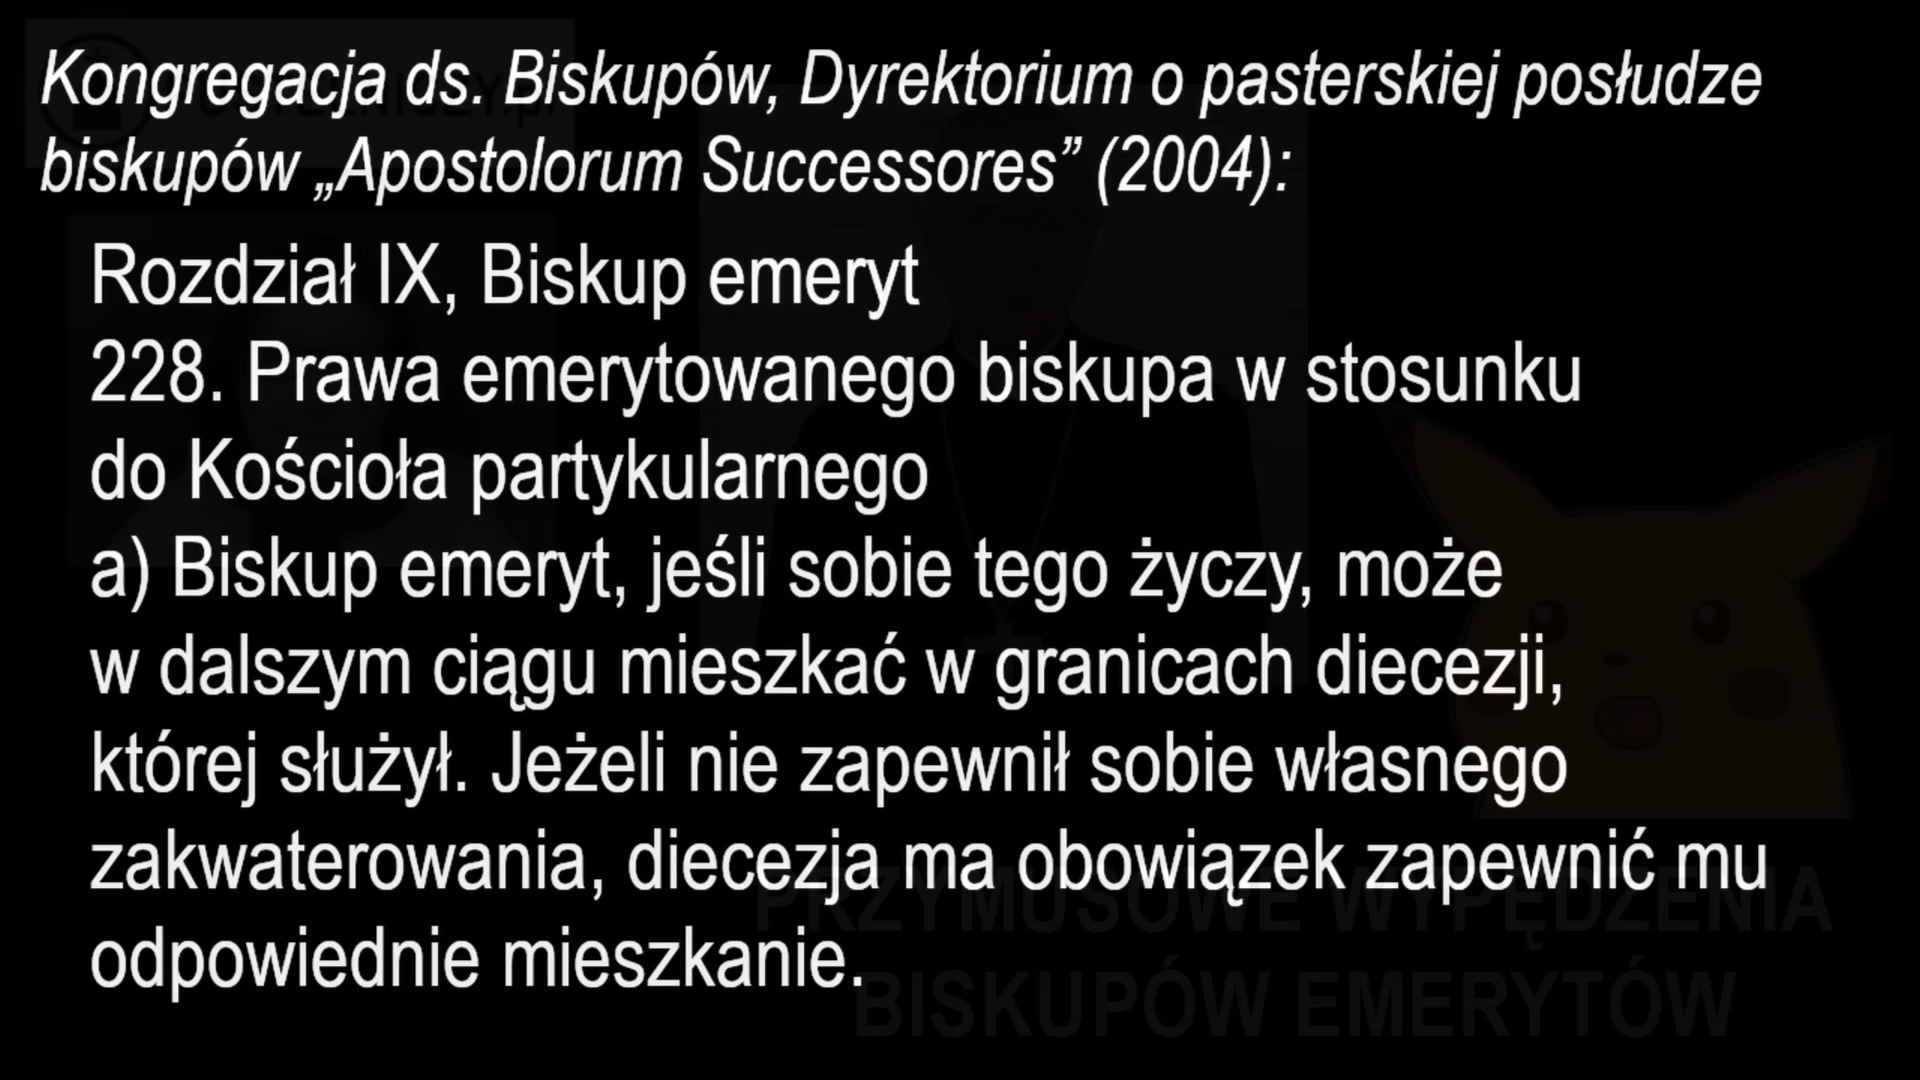 Kongregacja ds. Biskupów, Dyrektorium o pasterskiej posłudze
biskupów „Apostolorum Successores” (2004):
Rozdział IX, Biskup emeryt
228. Prawa emerytowanego biskupa w stosunku
do Kościoła partykularnego
a) Biskup emeryt, jeśli sobie tego życzy, może
w dalszym ciągu mieszkać w granicach diecezji,
której służył. Jeżeli nie zapewnił sobie własnego
zakwaterowania, diecezja ma obowiązek zapewnić mu
odpowiednie mieszkanie.
PRZYMUSOWE WYPĘDZENIA
BISKUPÓW EMERYTÓW